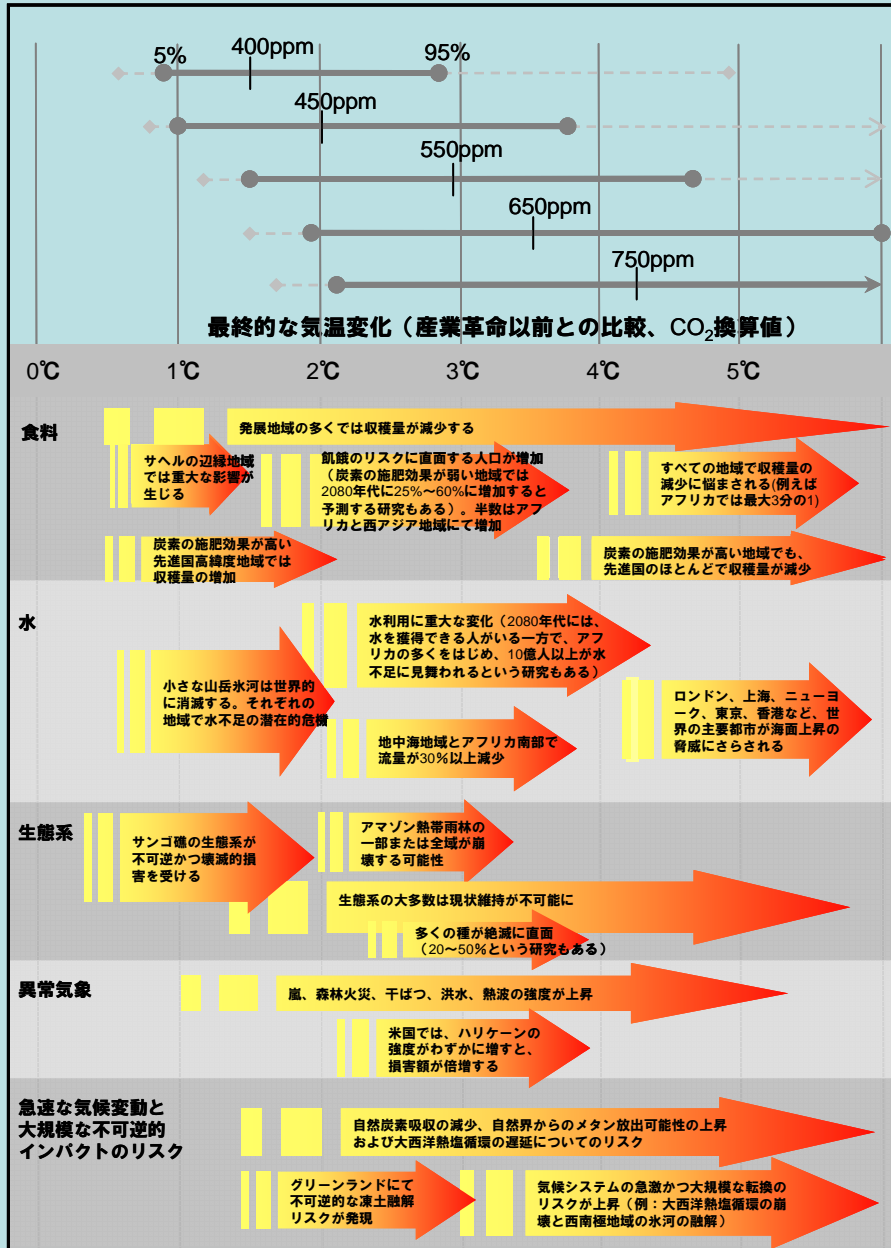 400ppm
5%
95%
450ppm
550ppm
650ppm
750ppm
最終的な気温変化(産業革命以前との比較、CO₂換算値)
0℃
1℃
2℃
3℃
4℃
5℃
食料
発展地域の多くでは収穫量が減少する
サヘルの辺縁地域
では重大な影響が
生じる
飢餓のリスクに直面する人口が増加
(炭素の施肥効果が弱い地域では
2080年代に25%~60%に増加すると
予測する研究もある)。半数はアフ
リカと西アジア地域にて増加
すべての地域で収穫量の
減少に悩まされる(例えば
アフリカでは最大3分の1)
炭素の施肥効果が高い
先進国高緯度地域では
収穫量の増加
炭素の施肥効果が高い地域でも、
先進国のほとんどで収穫量が減少
水
水利用に重大な変化(2080年代には、
水を獲得できる人がいる一方で、アフ
リカの多くをはじめ、10億人以上が水
不足に見舞われるという研究もある)
小さな山岳氷河は世界的
に消滅する。それぞれの
地域で水不足の潜在的危機
地中海地域とアフリカ南部で
流量が30%以上減少
ロンドン、上海、ニューヨ
ーク、東京、香港など、世
界の主要都市が海面上昇の
脅威にさらされる
生態系
サンゴ礁の生態系が
不可逆かつ壊滅的損
害を受ける
アマゾン熱帯雨林の
一部または全域が崩
壊する可能性
生態系の大多数は現状維持が不可能に
多くの種が絶滅に直面
(20~50%という研究もある)
異常気象
嵐、森林火災、干ばつ、洪水、熱波の強度が上昇
米国では、ハリケーンの
強度がわずかに増すと、
損害額が倍増する
急速な気候変動と
大規模な不可逆的
インパクトのリスク
自然炭素吸収の減少、自然界からのメタン放出可能性の上昇
および大西洋熱塩循環の遅延についてのリスク
グリーンランドにて
不可逆的な凍土融解
リスクが発現
気候システムの急激かつ大規模な転換の
リスクが上昇(例:大西洋熱塩循環の崩
壊と西南極地域の氷河の融解)